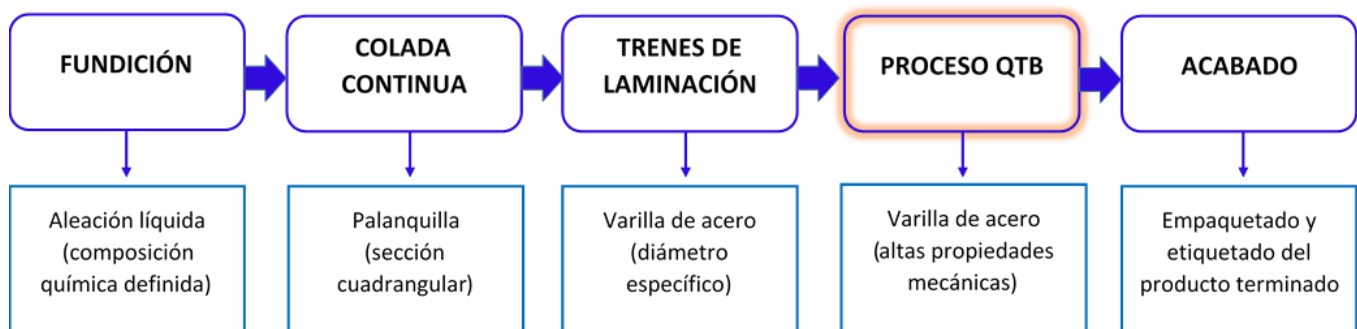 FUNDICIÓN
COLADA
CONTINUA
TRENES DE
LAMINACIÓN
PROCESO QTB
ACABADO
Aleación líquida
(composición
química definida)
Palanquilla
(sección
cuadrangular)
Varilla de acero
(diámetro
específico)
Varilla de acero
(altas propiedades
mecánicas)
Empaquetado y
etiquetado del
producto terminado